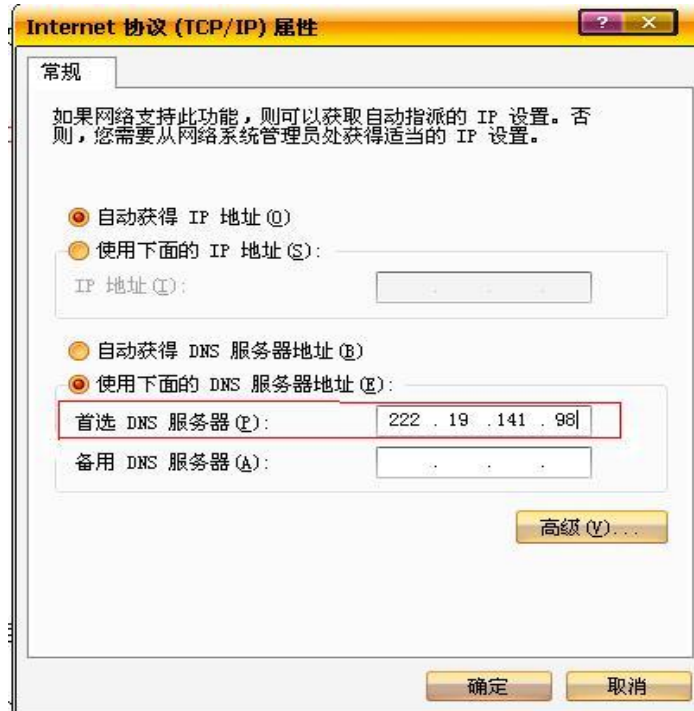 Internet 协议 (TCP/IP) 属性
常规
如果网络支持此功能，则可以获取自动指派的 IP 设置。否
则，您需要从网络系统管理员处获得适当的 IP 设置。
自动获得 IP 地址(O)
使用下面的 IP 地址(S):
IP 地址(I):
自动获得 DNS 服务器地址(B)
使用下面的 DNS 服务器地址(E):
首选 DNS 服务器(P): 222 . 19 .141 . 98
备用 DNS 服务器(A): . . .
高级(V)...
确定 取消